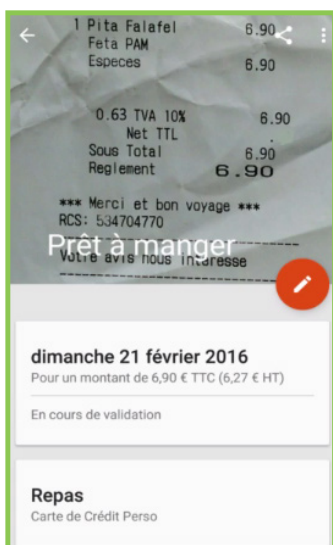 1 Pita Falafel 6.90
Feta PAM
Especes 6.90
0.63 TVA 10% 6.90
Net TTL .
Sous Total 6.90
Reglement 6.90
*** Merci et bon voyage ***
RCS: 534704770
Prêt à manger
Votre avis nous interesse
dimanche 21 février 2016
Pour un montant de 6,90 € TTC (6,27 € HT)
En cours de validation
Repas
Carte de Crédit Perso